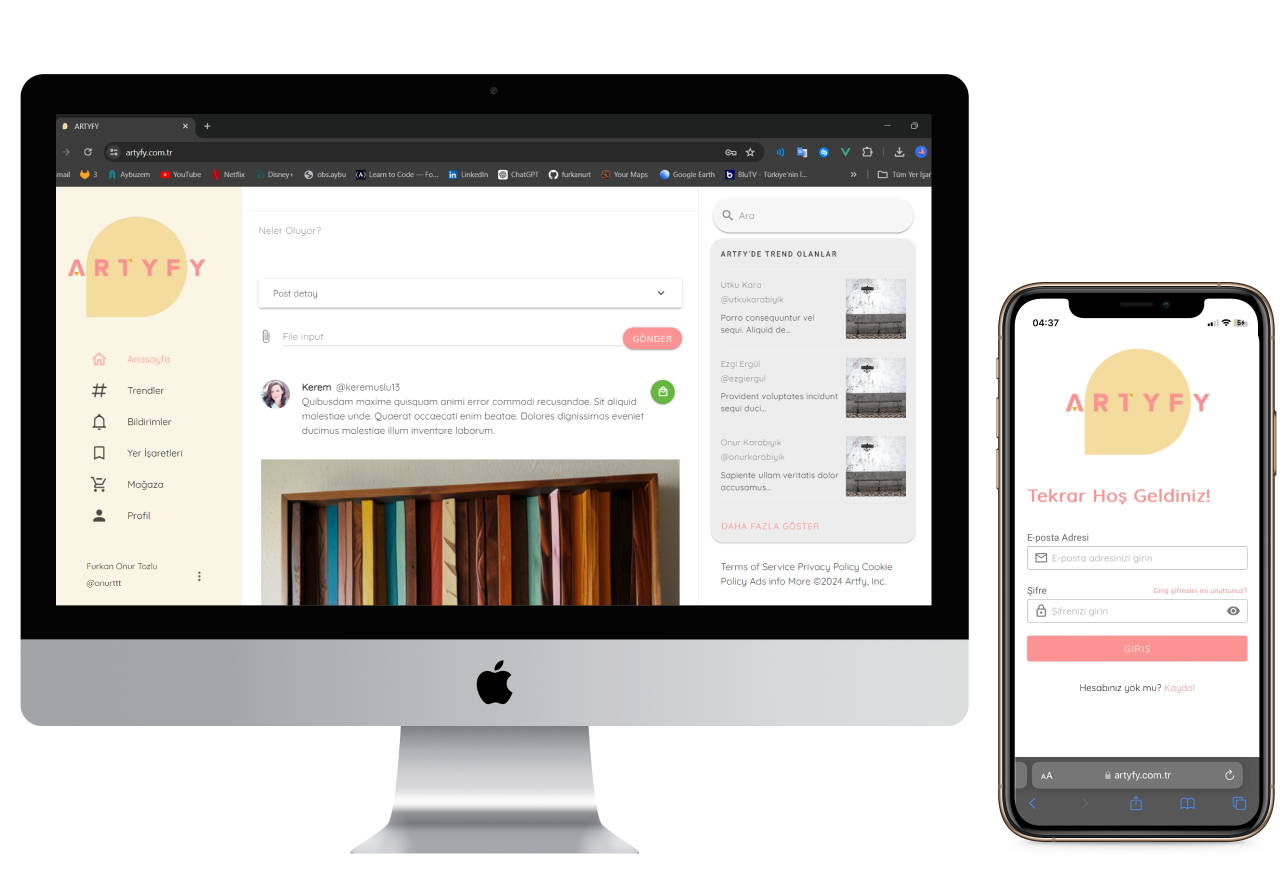 ARTYFY
artyfy.com.tr
3
Aybuzem
YouTube
Netflix
Disney+
obs.aybu
Learn to Code — Fo...
LinkedIn
ChatGPT
furkanurt
Your Maps
Google Earth
BluTV - Türkiye'nin İ...
»
Tüm Yer İşar
ARTYFY
Anasayfa
Trendler
Bildirimler
Yer İşaretleri
Mağaza
Profil
Furkan Onur Tozlu
@onurttt
Neler Oluyor?
Post detay
File input
GÖNDER
Kerem @keremuslu13
Quibusdam maxime quisquam animi error commodi recusandae. Sit aliquid
molestiae unde. Quaerat occaecati enim beatae. Dolores dignissimos eveniet
ducimus molestiae illum inventore laborum.
Ara
ARTFY'DE TREND OLANLAR
Utku Kara
@utkukarabiyik
Porro consequuntur vel
sequi. Aliquid de...
Ezgi Ergül
@ezgiergul
Provident voluptates incidunt
sequi duci...
Onur Karabıyık
@onurkarabiyik
Sapiente ullam veritatis dolor
accusamus...
DAHA FAZLA GÖSTER
Terms of Service Privacy Policy Cookie
Policy Ads info More ©2024 Artfy, Inc.
04:37
ARTYFY
Tekrar Hoş Geldiniz!
E-posta Adresi
E-posta adresinizi girin
Şifre
Giriş şifresini mi unuttunuz?
Şifrenizi girin
GIRIŞ
Hesabınız yok mu? Kaydol
AA
artyfy.com.tr